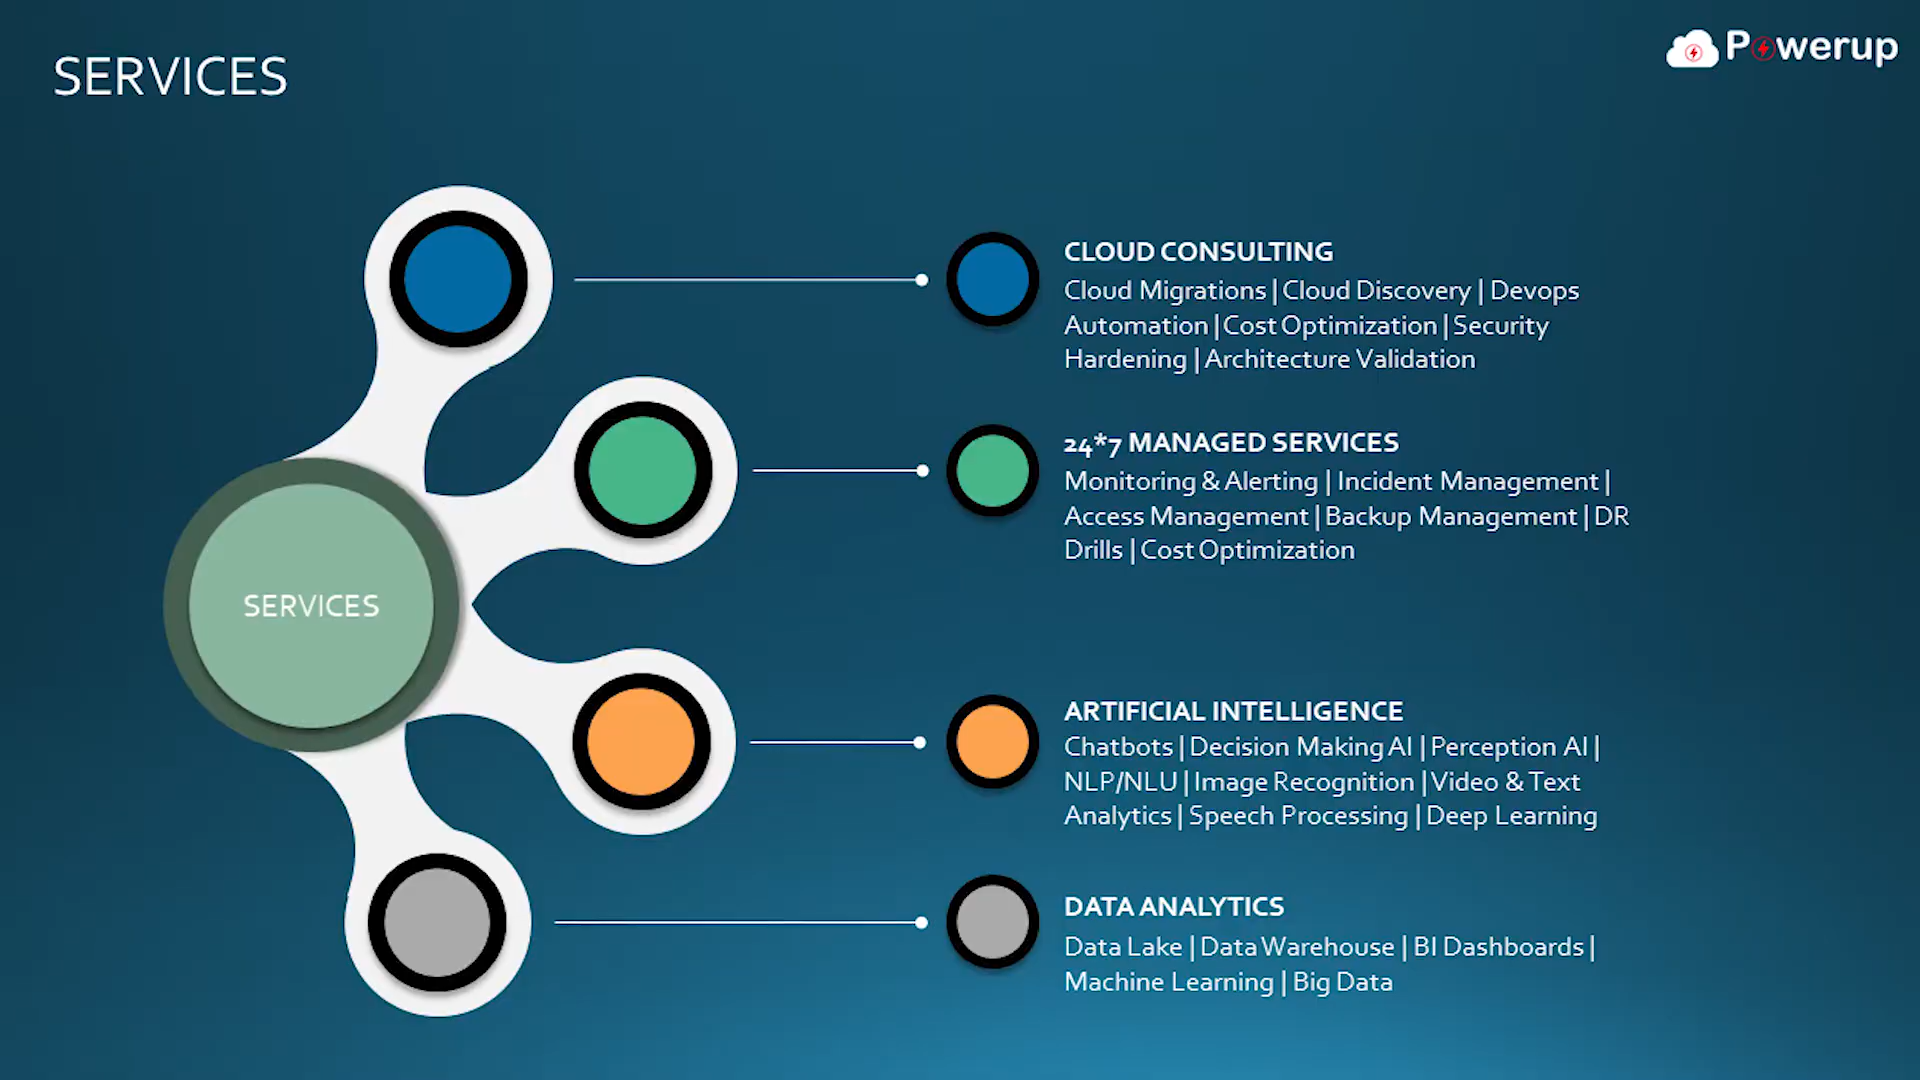 SERVICES
Powerup
CLOUD CONSULTING
Cloud Migrations | Cloud Discovery | Devops
Automation | Cost Optimization | Security
Hardening | Architecture Validation
24*7 MANAGED SERVICES
Monitoring & Alerting | Incident Management |
Access Management | Backup Management | DR
Drills | Cost Optimization
SERVICES
ARTIFICIAL INTELLIGENCE
Chatbots | Decision Making AI | Perception AI |
NLP/NLU | Image Recognition | Video & Text
Analytics | Speech Processing | Deep Learning
DATA ANALYTICS
Data Lake | Data Warehouse | BI Dashboards |
Machine Learning | Big Data